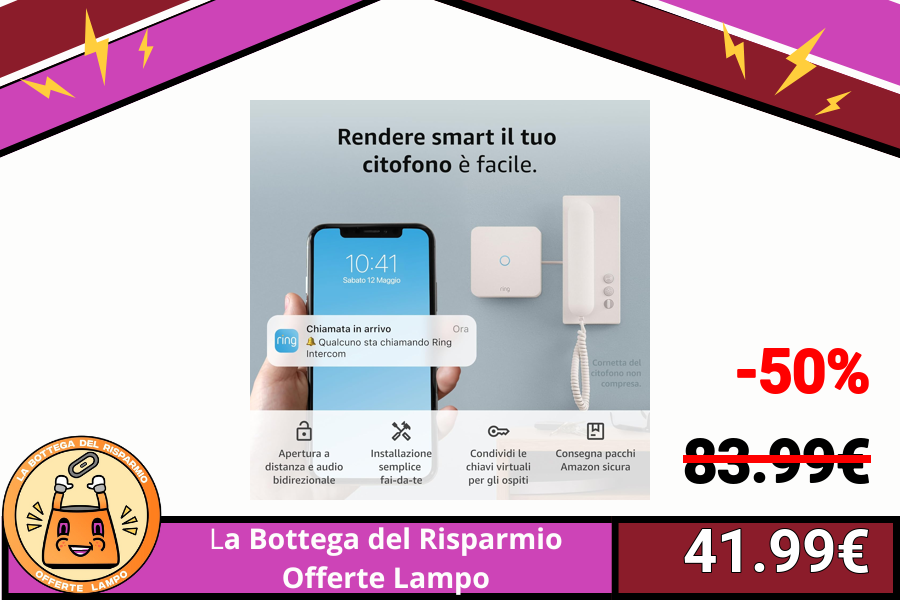 Rendere smart il tuo
citofono è facile.
10:41
Sabato 12 Maggio
ring
Chiamata in arrivo
Ora
🔔 Qualcuno sta chiamando Ring
Intercom
ring
Cornetta del
citofono non
compresa.
Apertura a
distanza e audio
bidirezionale
Installazione
semplice
fai-da-te
Condividi le
chiavi virtuali
per gli ospiti
Consegna pacchi
Amazon sicura
-50%
83.99€
41.99€
LA BOTTEGA DEL RISPARMIO
OFFERTE LAMPO
La Bottega del Risparmio
Offerte Lampo